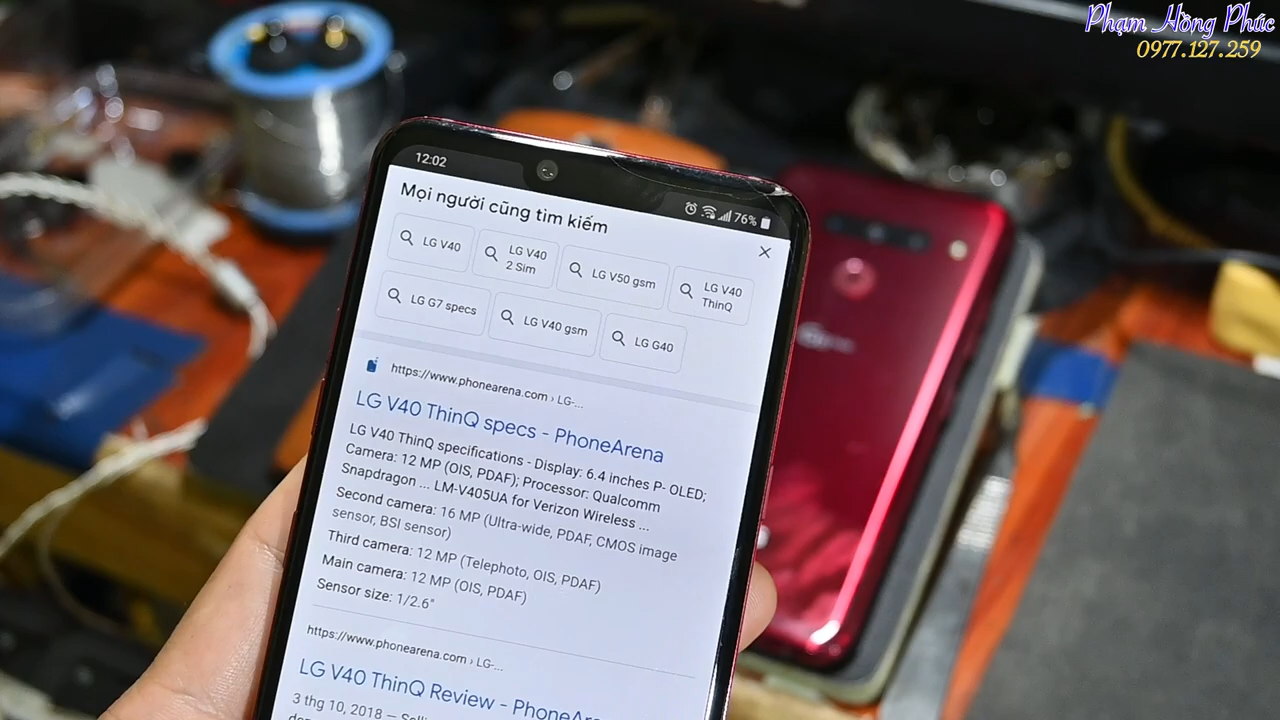 Phạm Hồng Phúc
0977.127.259
12:02
76%
Mọi người cũng tìm kiếm
LG V40
LG V40
2 Sim
LG V50 gsm
LG V40
ThinQ
LG G7 specs
LG V40 gsm
LG G40
https://www.phonearena.com › LG-...
LG V40 ThinQ specs - PhoneArena
LG V40 ThinQ specifications - Display: 6.4 inches P- OLED;
Camera: 12 MP (OIS, PDAF); Processor: Qualcomm
Snapdragon ... LM-V405UA for Verizon Wireless ...
Second camera: 16 MP (Ultra-wide, PDAF, CMOS image
sensor, BSI sensor)
Third camera: 12 MP (Telephoto, OIS, PDAF)
Main camera: 12 MP (OIS, PDAF)
Sensor size: 1/2.6"
https://www.phonearena.com › LG-...
LG V40 ThinQ Review - PhoneArena
3 thg 10, 2018 —